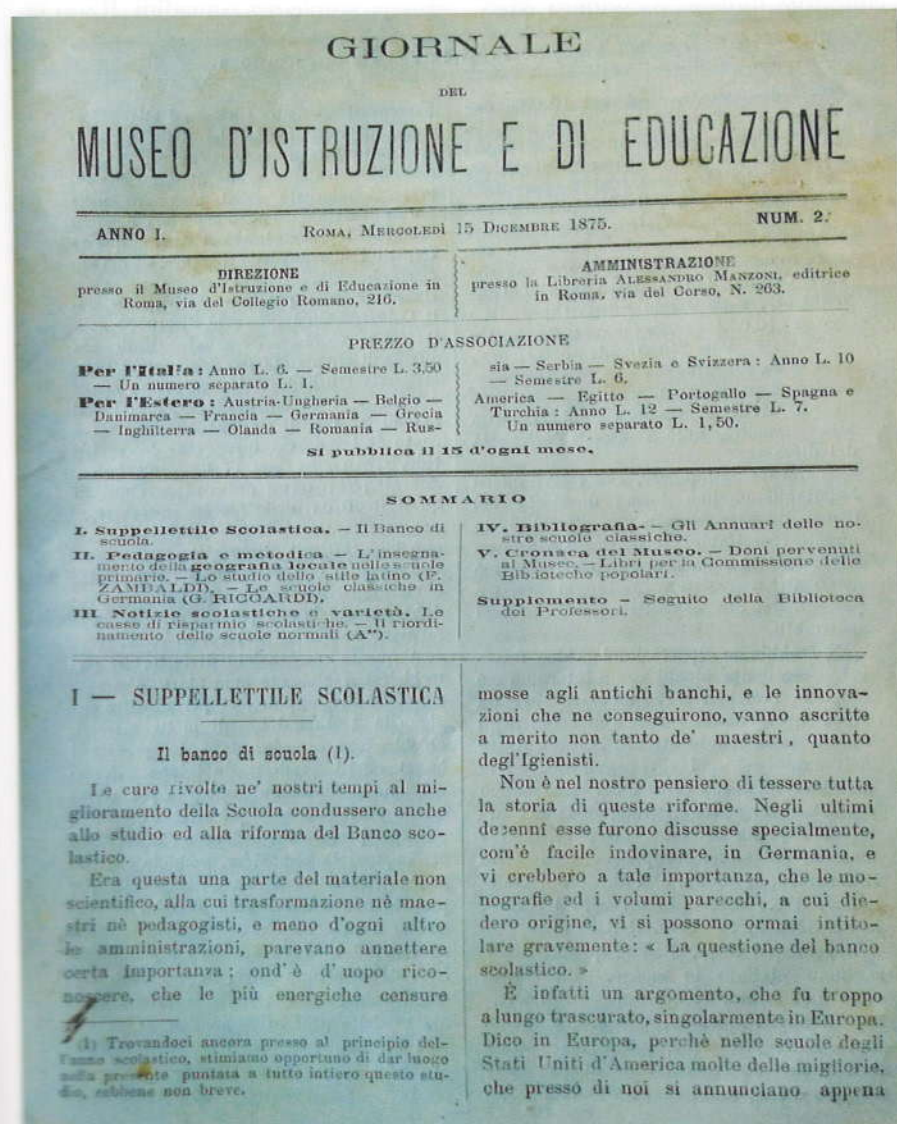 GIORNALE
DEL
MUSEO D'ISTRUZIONE E DI EDUCAZIONE
ANNO I.
ROMA, MERCOLEDÌ 15 DICEMBRE 1875.
NUM. 2.
DIREZIONE
presso il Museo d'Istruzione e di Educazione in
Roma, via del Collegio Romano, 216.
AMMINISTRAZIONE
presso la Libreria ALESSANDRO MANZONI, editrice
in Roma, via del Corso, N. 263.
PREZZO D'ASSOCIAZIONE
Per l'Italia: Anno L. 6. — Semestre L. 3,50
— Un numero separato L. 1.
Per l'Estero: Austria-Ungheria — Belgio —
Danimarca — Francia — Germania — Grecia
— Inghilterra — Olanda — Romania — Rus-
sia — Serbia — Svezia e Svizzera: Anno L. 10
— Semestre L. 6.
America — Egitto — Portogallo — Spagna e
Turchia: Anno L. 12 — Semestre L. 7.
Un numero separato L. 1,50.
Si pubblica il 15 d'ogni mese.
SOMMARIO
I. Suppellettile Scolastica. — Il Banco di
scuola.
II. Pedagogia e metodica — L'insegna-
mento della geografia locale nelle scuole
primarie. — Lo studio dello stile latino (F.
ZAMBALDI). — Le scuole classiche in
Germania (G. RICCARDI).
III Notizie scolastiche e varietà. Le
casse di risparmio scolastiche. — Il riordi-
namento delle scuole normali (A").
IV. Bibliografia- — Gli Annuari delle no-
stre scuole classiche.
V. Cronaca del Museo. — Doni pervenuti
al Museo. — Libri per la Commissione delle
Biblioteche popolari.
Supplemento — Seguito della Biblioteca
dei Professori.
I — SUPPELLETTILE SCOLASTICA
Il banco di scuola (1).
Le cure rivolte ne' nostri tempi al mi-
glioramento della Scuola condussero anche
allo studio ed alla riforma del Banco sco-
lastico.
Era questa una parte del materiale non
scientifico, alla cui trasformazione nè mae-
stri nè pedagogisti, e meno d'ogni altro
le amministrazioni, parevano annettere
certa importanza; ond'è d'uopo rico-
noscere, che le più energiche censure
(1) Trovandoci ancora presso al principio del-
l'anno scolastico, stimiamo opportuno di dar luogo
nella presente puntata a tutto intiero questo stu-
dio, sebbene non breve.
mosse agli antichi banchi, e le innova-
zioni che ne conseguirono, vanno ascritte
a merito non tanto de' maestri, quanto
degl'Igienisti.
Non è nel nostro pensiero di tessere tutta
la storia di queste riforme. Negli ultimi
decennî esse furono discusse specialmente,
com'è facile indovinare, in Germania, e
vi crebbero a tale importanza, che le mo-
nografie ed i volumi parecchi, a cui die-
dero origine, vi si possono ormai intito-
lare gravemente: « La questione del banco
scolastico. »
È infatti un argomento, che fu troppo
a lungo trascurato, singolarmente in Europa.
Dico in Europa, perchè nelle scuole degli
Stati Uniti d'America molte delle migliorie,
che presso di noi si annunciano appena